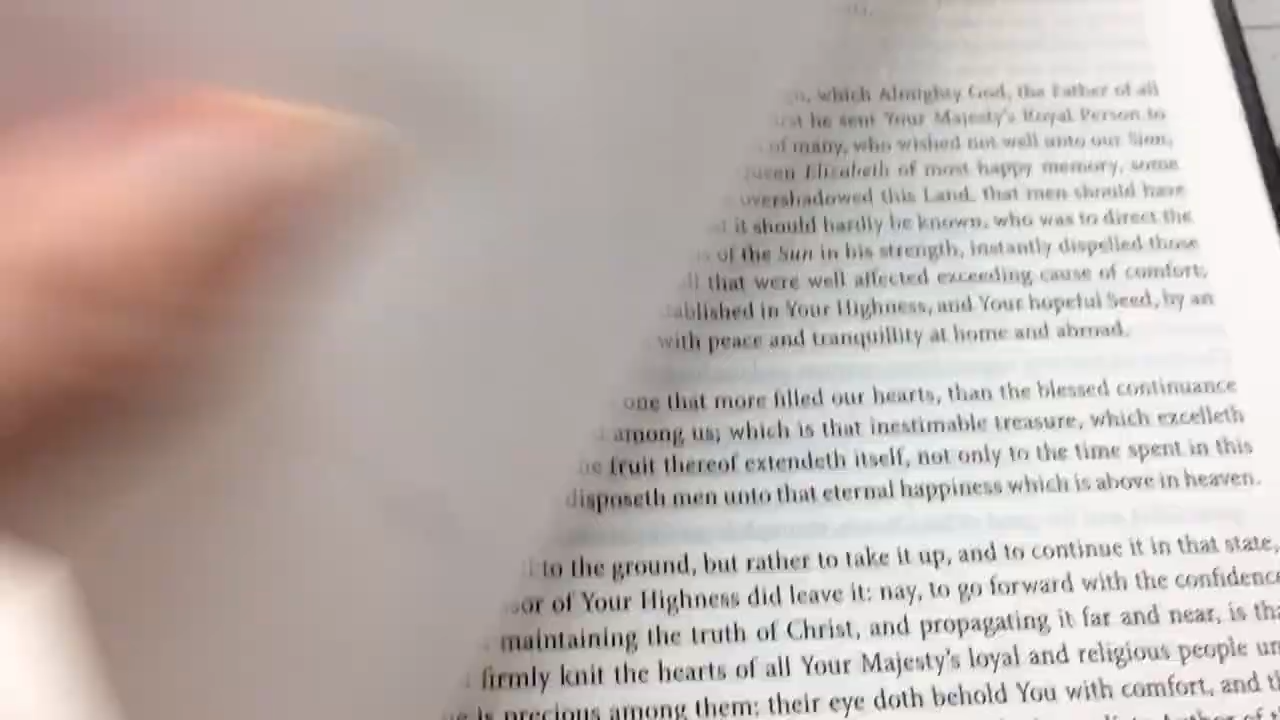 which Almighty God, the Father of all
he sent Your Majesty's Royal Person to
of many, who wished not well unto our Sion,
Elisabeth of most happy memory, some
overshadowed this Land, that men should have
it should hardly be known, who was to direct the
of the Sun in his strength, instantly dispelled those
that were well affected exceeding cause of comfort;
in Your Highness, and Your hopeful Seed, by an
with peace and tranquillity at home and abroad.
one that more filled our hearts, than the blessed continuance
among us; which is that inestimable treasure, which excelleth
fruit thereof extendeth itself, not only to the time spent in this
disposeth men unto that eternal happiness which is above in heaven.
to the ground, but rather to take it up, and to continue it in that state,
of Your Highness did leave it: nay, to go forward with the confidence
maintaining the truth of Christ, and propagating it far and near, is
firmly knit the hearts of all Your Majesty's loyal and religious people
is precious among them: their eye doth behold You with comfort, and